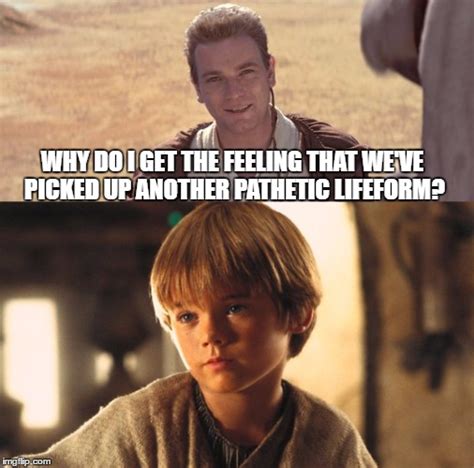 WHY DO I GET THE FEELING THAT WE'VE
PICKED UP ANOTHER PATHETIC LIFEFORM?
imgflip.com